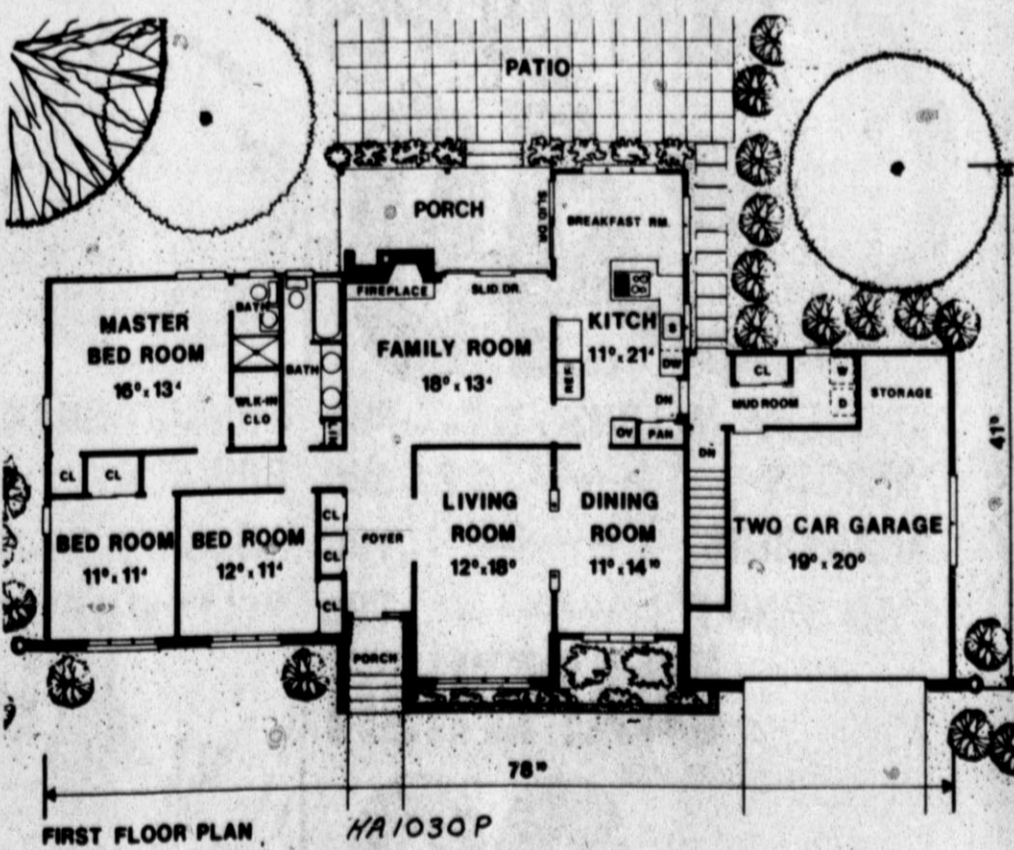 PATIO
PORCH
SLID DR.
BREAKFAST RM.
FIREPLACE
SLID. DR.
MASTER
BED ROOM
16⁰ x 13⁴
BATH
BATH
WLK-IN
CLO
FAMILY ROOM
18⁰ x 13⁴
KITCH
11⁰ x 21⁴
S
DW
REF.
DN
OV
PAN
CL
MUD ROOM
W
D
STORAGE
DN
41⁰
CL
CL
BED ROOM
11⁰ x 11⁴
BED ROOM
12⁰ x 11⁴
CL
CL
CL
FOYER
LIVING
ROOM
12⁰ x 18⁰
DINING
ROOM
11⁰ x 14¹⁰
TWO CAR GARAGE
19⁰ x 20⁰
PORCH
78¹⁰
FIRST FLOOR PLAN
HA1030P